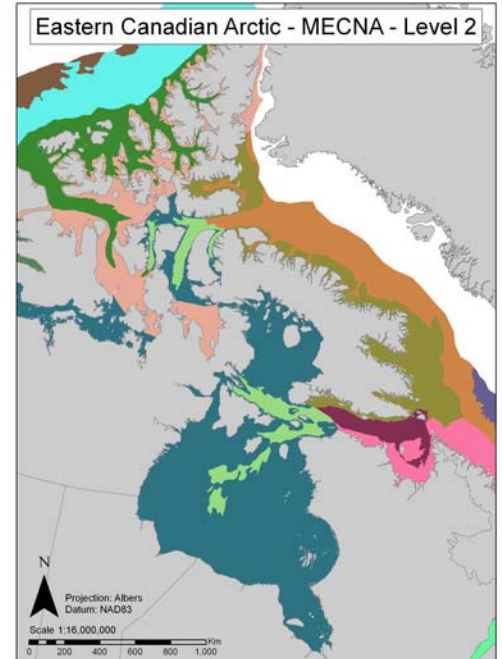 Eastern Canadian Arctic - MECNA - Level 2
N
Projection: Albers
Datum: NAD83
Scale 1:16,000,000
Km
0 200 400 600 800 1,000